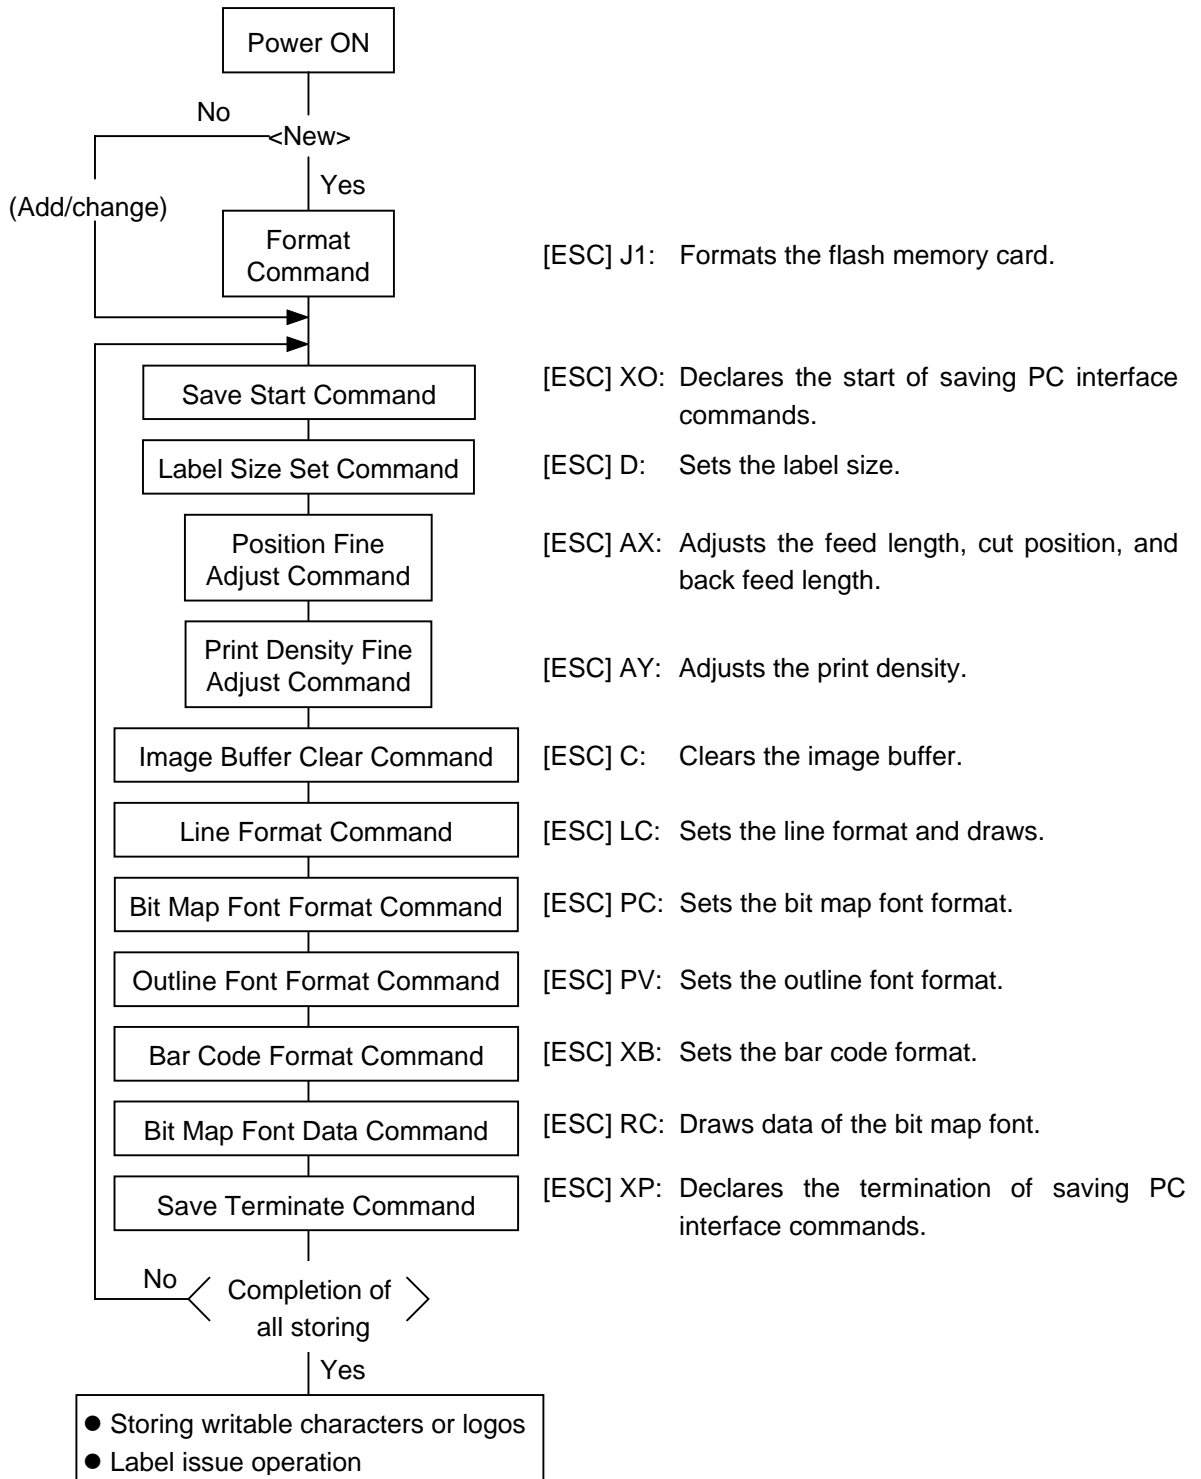 Power ON
No
<New>
Yes
(Add/change)
Format
Command
[ESC] J1: Formats the flash memory card.
Save Start Command
[ESC] XO: Declares the start of saving PC interface
commands.
Label Size Set Command
[ESC] D: Sets the label size.
Position Fine
Adjust Command
[ESC] AX: Adjusts the feed length, cut position, and
back feed length.
Print Density Fine
Adjust Command
[ESC] AY: Adjusts the print density.
Image Buffer Clear Command
[ESC] C: Clears the image buffer.
Line Format Command
[ESC] LC: Sets the line format and draws.
Bit Map Font Format Command
[ESC] PC: Sets the bit map font format.
Outline Font Format Command
[ESC] PV: Sets the outline font format.
Bar Code Format Command
[ESC] XB: Sets the bar code format.
Bit Map Font Data Command
[ESC] RC: Draws data of the bit map font.
Save Terminate Command
[ESC] XP: Declares the termination of saving PC
interface commands.
No
Completion of
all storing
Yes
● Storing writable characters or logos
● Label issue operation